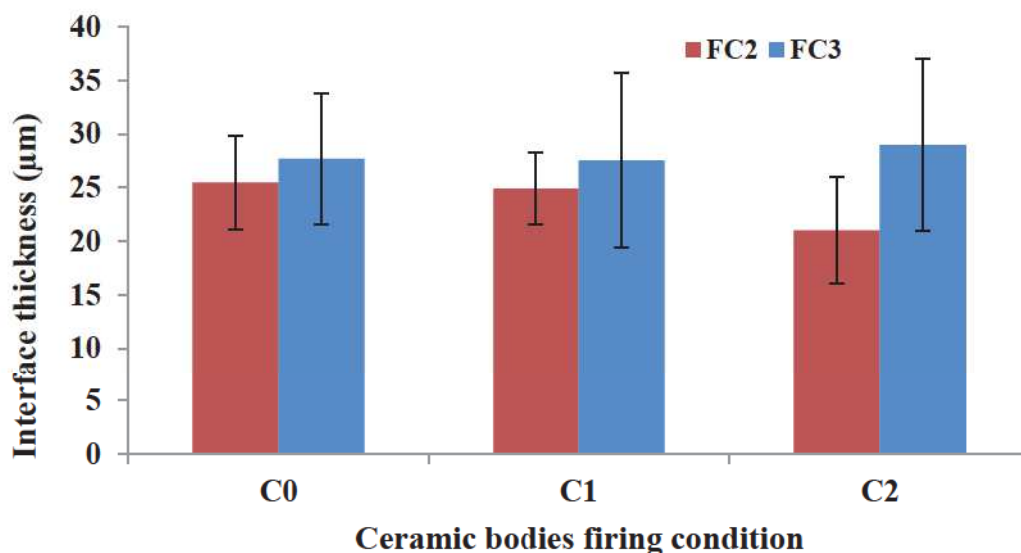 40
35
30
25
20
15
10
5
0
Interface thickness (µm)
FC2 FC3
C0 C1 C2
Ceramic bodies firing condition